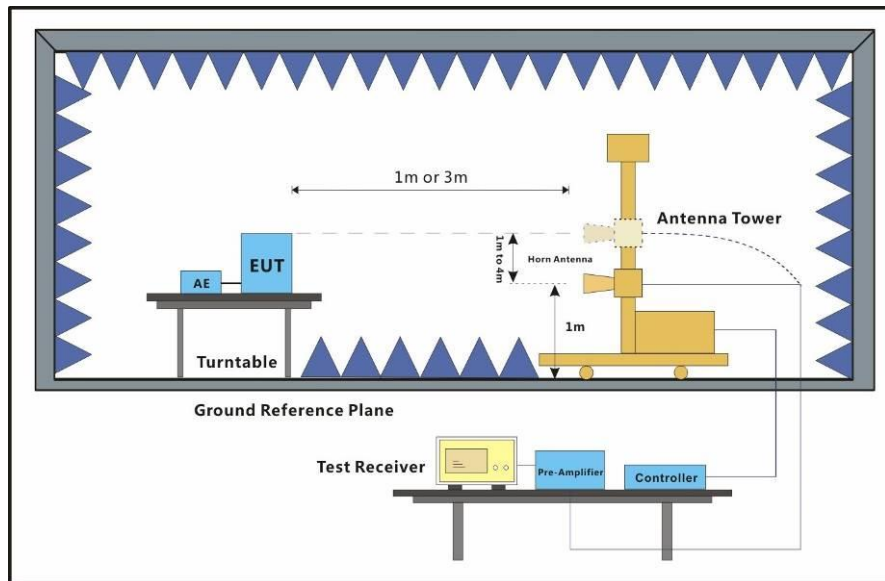 1m or 3m
Antenna Tower
1m to 4m
Horn Antenna
EUT
AE
1m
Turntable
Ground Reference Plane
Test Receiver
Pre-Amplifier
Controller